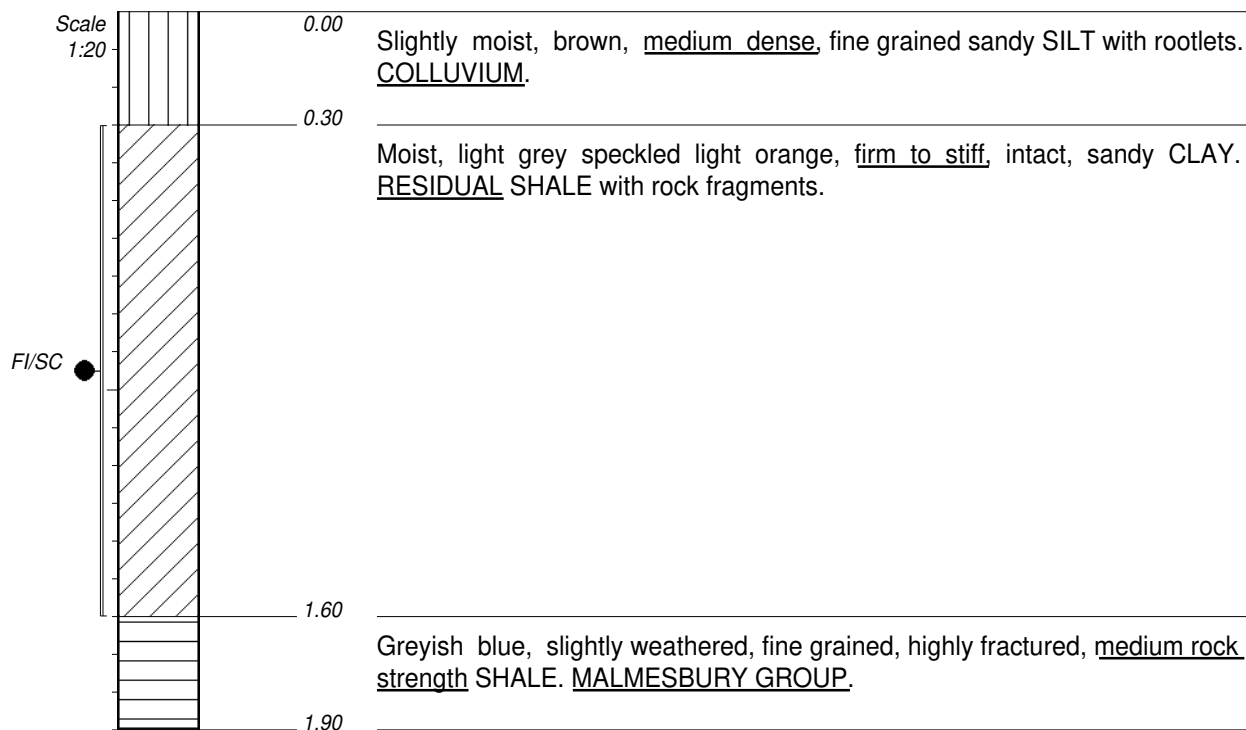 Scale
1:20
0.00
Slightly moist, brown, medium dense, fine grained sandy SILT with rootlets.
COLLUVIUM.
0.30
Moist, light grey speckled light orange, firm to stiff, intact, sandy CLAY.
RESIDUAL SHALE with rock fragments.
FI/SC
1.60
Greyish blue, slightly weathered, fine grained, highly fractured, medium rock
strength SHALE. MALMESBURY GROUP.
1.90